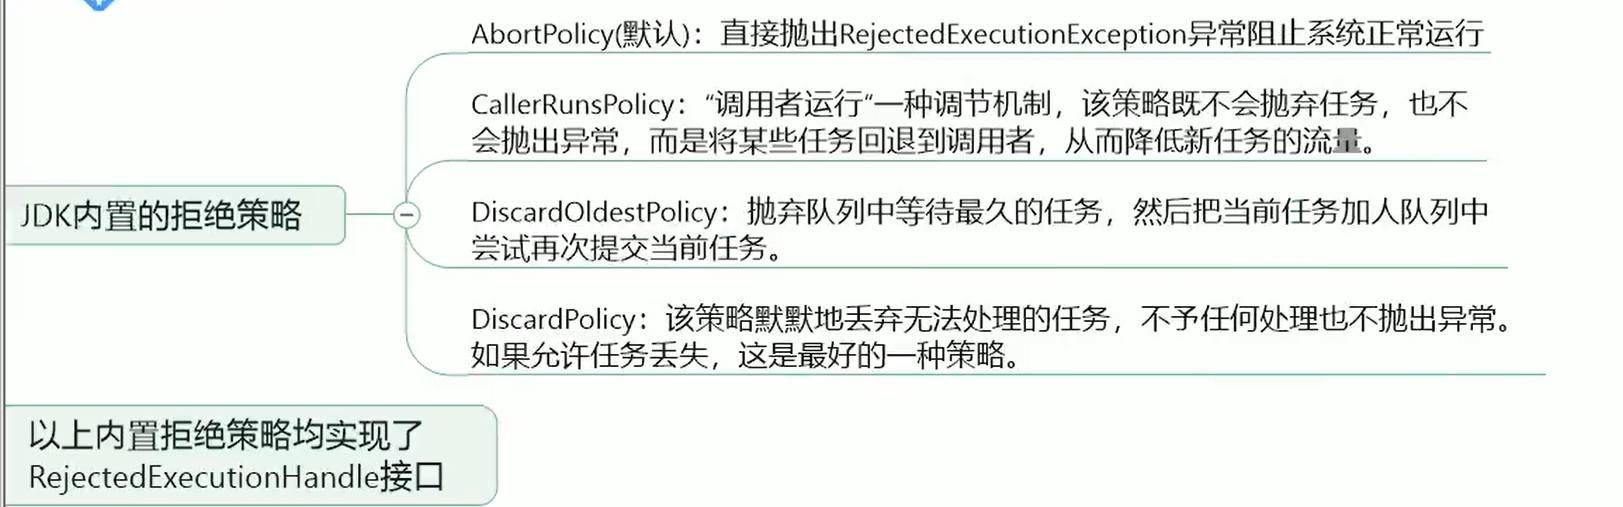 AbortPolicy(默认)：直接抛出RejectedExecutionException异常阻止系统正常运行
CallerRunsPolicy：“调用者运行“一种调节机制，该策略既不会抛弃任务，也不
会抛出异常，而是将某些任务回退到调用者，从而降低新任务的流量。
JDK内置的拒绝策略
DiscardOldestPolicy：抛弃队列中等待最久的任务，然后把当前任务加人队列中
尝试再次提交当前任务。
DiscardPolicy：该策略默默地丢弃无法处理的任务，不予任何处理也不抛出异常。
如果允许任务丢失，这是最好的一种策略。
以上内置拒绝策略均实现了
RejectedExecutionHandle接口